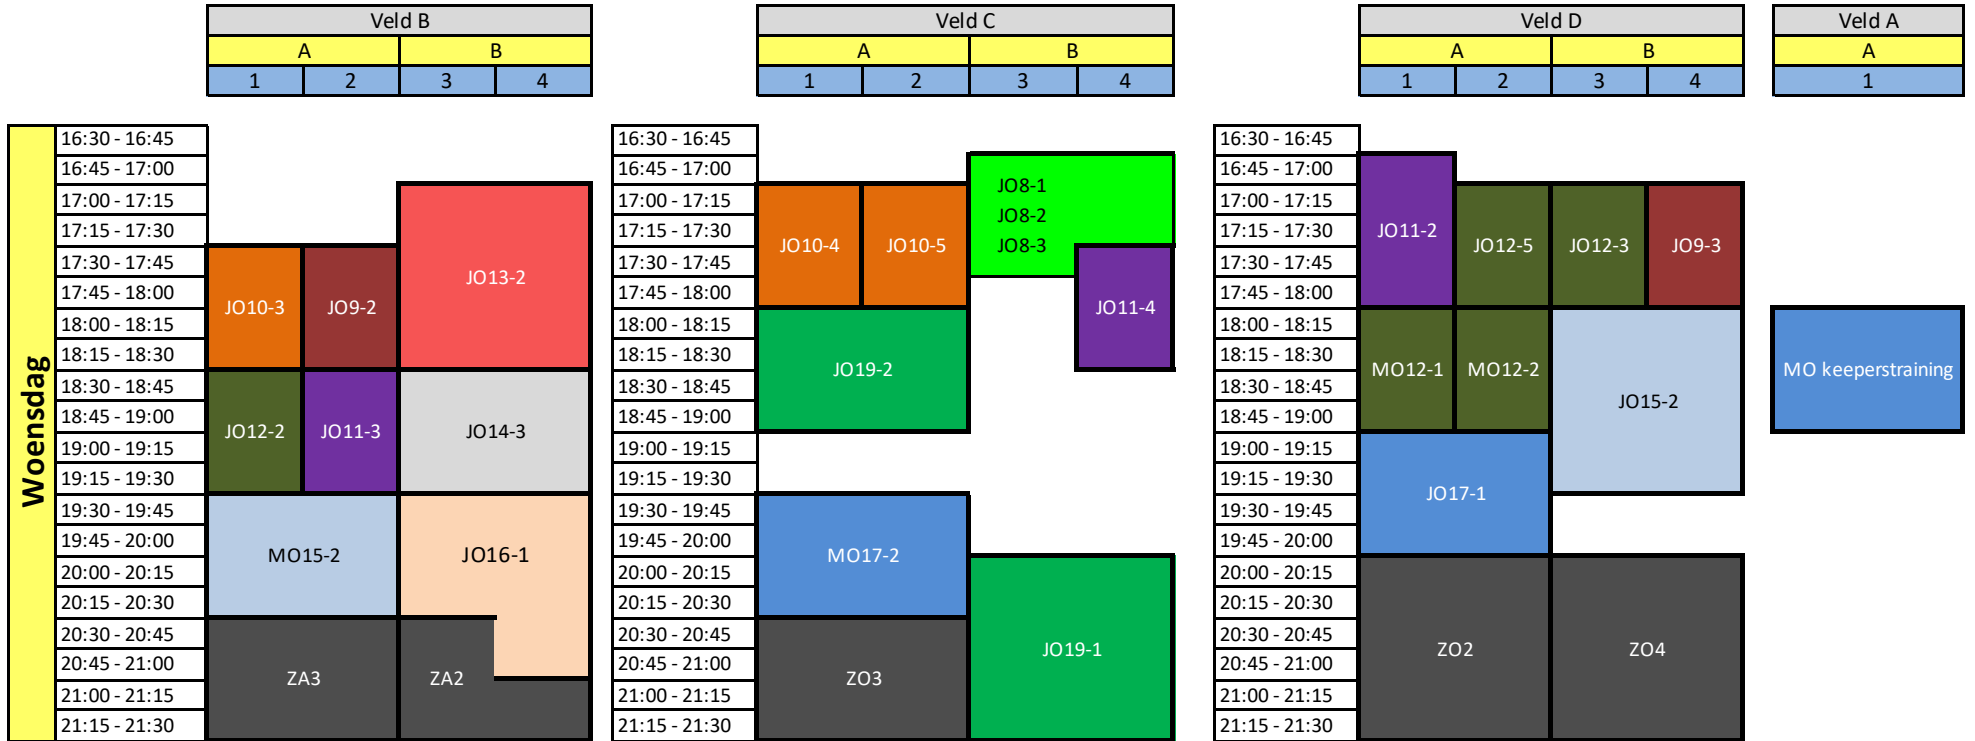 Veld B Veld C Veld D Veld A
A B A B A B A
1 2 3 4 1 2 3 4 1 2 3 4 1
Woensdag
16:30 - 16:45 16:30 - 16:45 16:30 - 16:45
16:45 - 17:00 16:45 - 17:00 16:45 - 17:00
JO8-1
17:00 - 17:15 17:00 - 17:15 17:00 - 17:15
JO8-2
17:15 - 17:30 17:15 - 17:30 JO11-2 17:15 - 17:30
JO10-4 JO10-5 JO8-3 JO12-5 JO12-3 JO9-3
17:30 - 17:45 17:30 - 17:45 17:30 - 17:45
JO13-2
17:45 - 18:00 17:45 - 18:00 17:45 - 18:00
JO10-3 JO9-2 JO11-4
18:00 - 18:15 18:00 - 18:15 18:00 - 18:15
18:15 - 18:30 18:15 - 18:30 18:15 - 18:30
JO19-2 MO12-1 MO12-2 MO keeperstraining
18:30 - 18:45 18:30 - 18:45 18:30 - 18:45
JO15-2
18:45 - 19:00 18:45 - 19:00 18:45 - 19:00
JO12-2 JO11-3 JO14-3
19:00 - 19:15 19:00 - 19:15 19:00 - 19:15
19:15 - 19:30 19:15 - 19:30 19:15 - 19:30
JO17-1
19:30 - 19:45 19:30 - 19:45 19:30 - 19:45
19:45 - 20:00 19:45 - 20:00 19:45 - 20:00
MO15-2 JO16-1 MO17-2
20:00 - 20:15 20:00 - 20:15 20:00 - 20:15
20:15 - 20:30 20:15 - 20:30 20:15 - 20:30
20:30 - 20:45 20:30 - 20:45 20:30 - 20:45
JO19-1 ZO2 ZO4
20:45 - 21:00 20:45 - 21:00 20:45 - 21:00
ZA3 ZA2 ZO3
21:00 - 21:15 21:00 - 21:15 21:00 - 21:15
21:15 - 21:30 21:15 - 21:30 21:15 - 21:30